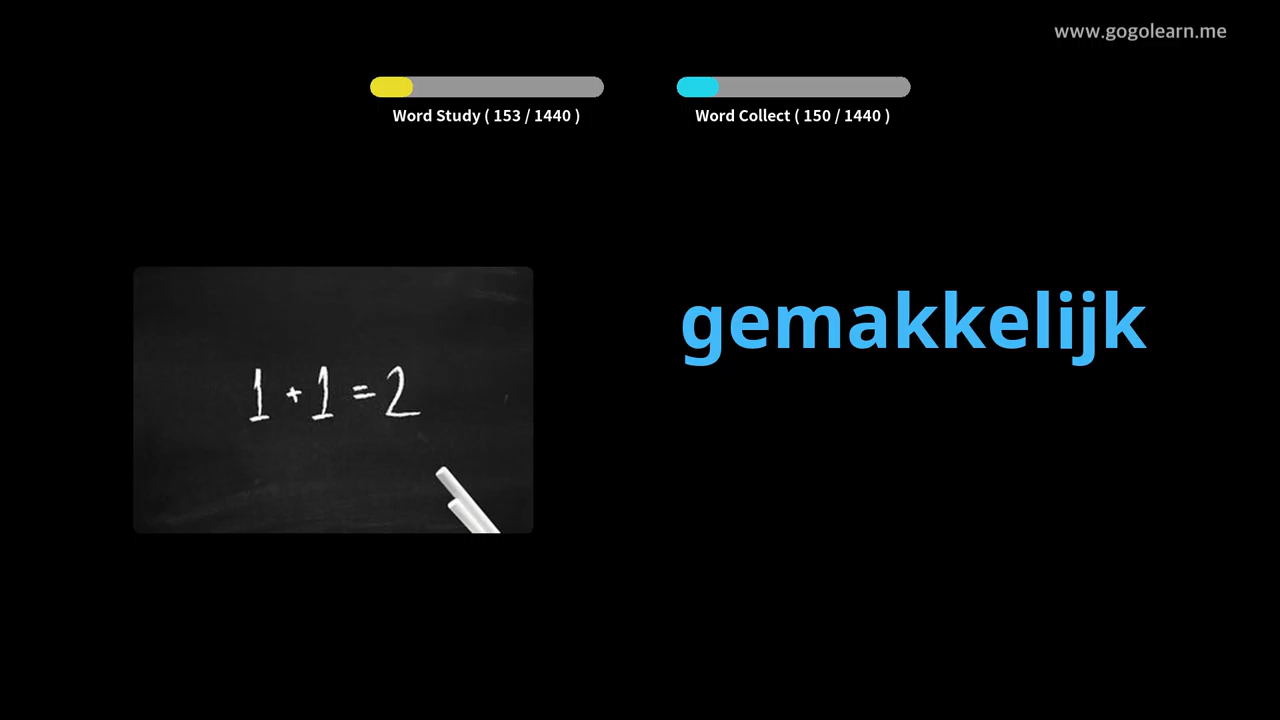 www.gogolearn.me
Word Study ( 153 / 1440 )
Word Collect ( 150 / 1440 )
gemakkelijk
1 + 1 = 2